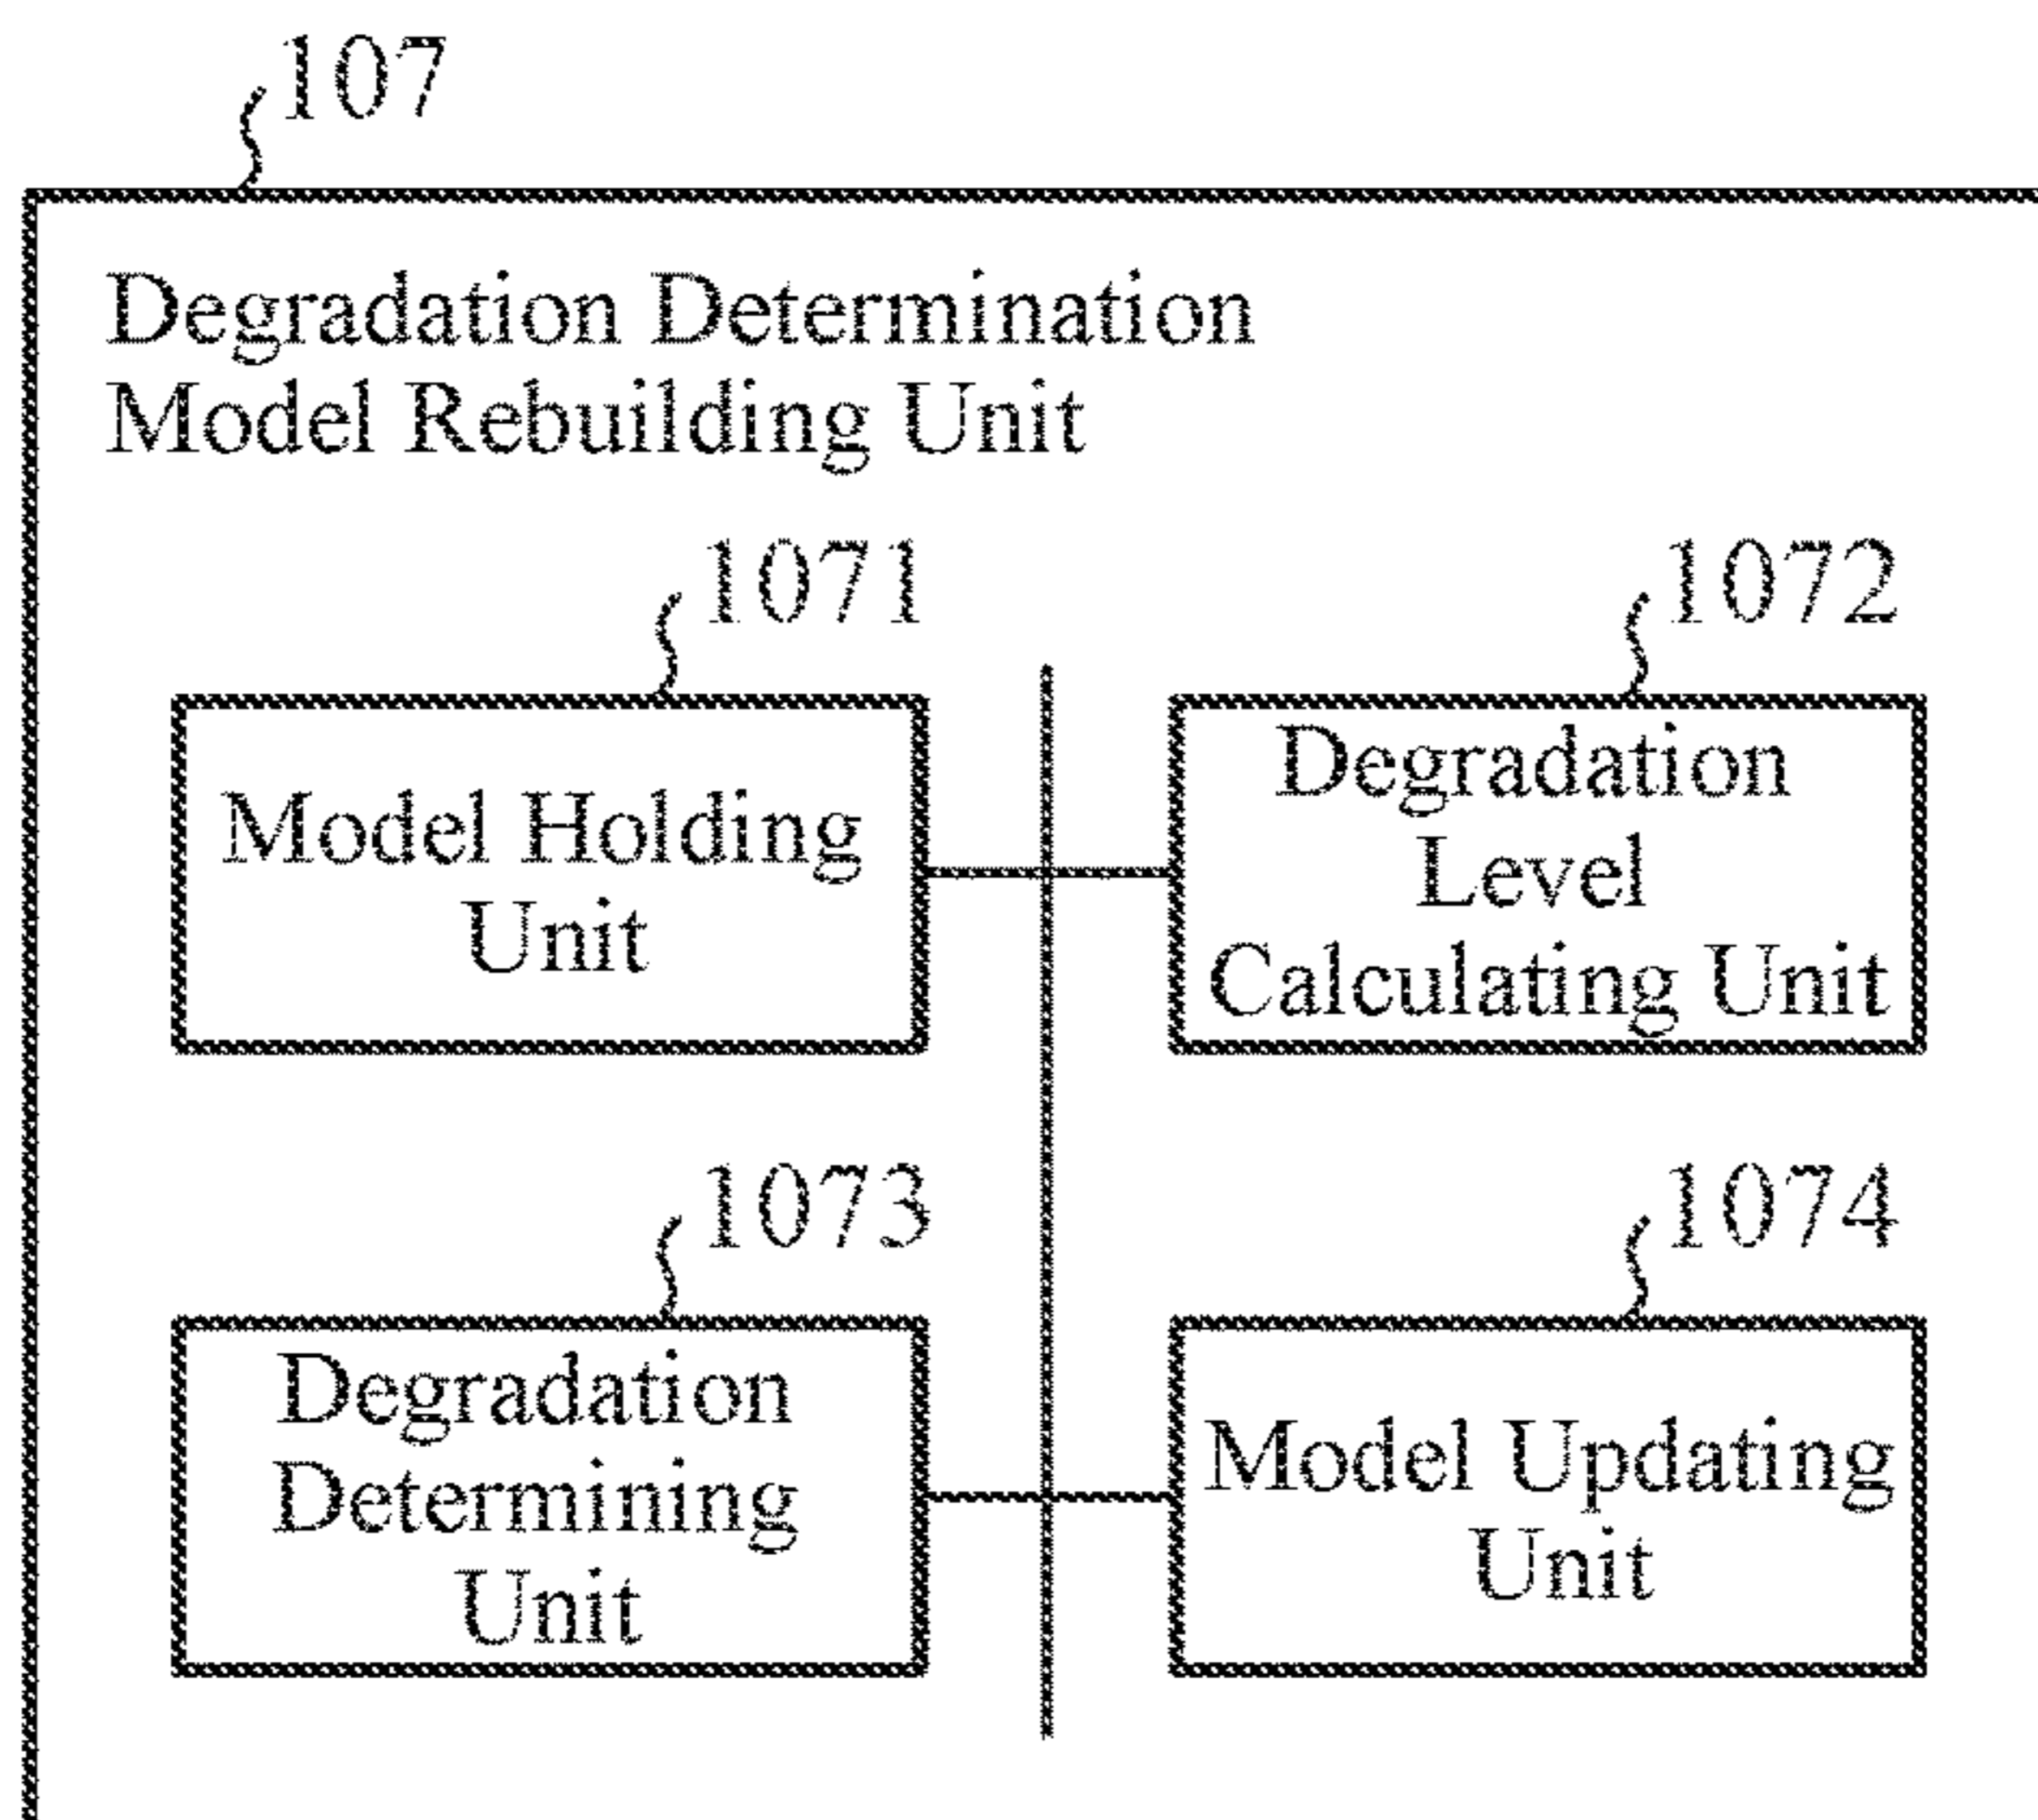 107
Degradation Determination
Model Rebuilding Unit
1071
Model Holding
Unit
1072
Degradation
Level
Calculating Unit
1073
Degradation
Determining
Unit
1074
Model Updating
Unit